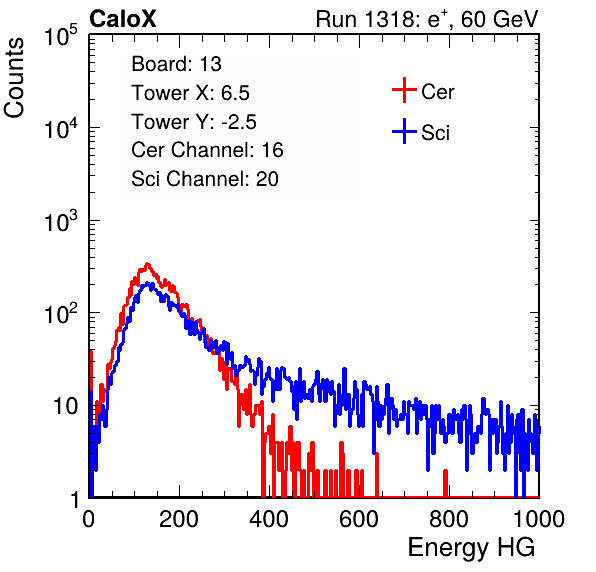 CaloX Run 1318: e⁺, 60 GeV
Counts
10⁵
10⁴
10³
10²
10
1
Board: 13
Tower X: 6.5
Tower Y: -2.5
Cer Channel: 16
Sci Channel: 20
Cer
Sci
0 200 400 600 800 1000
Energy HG